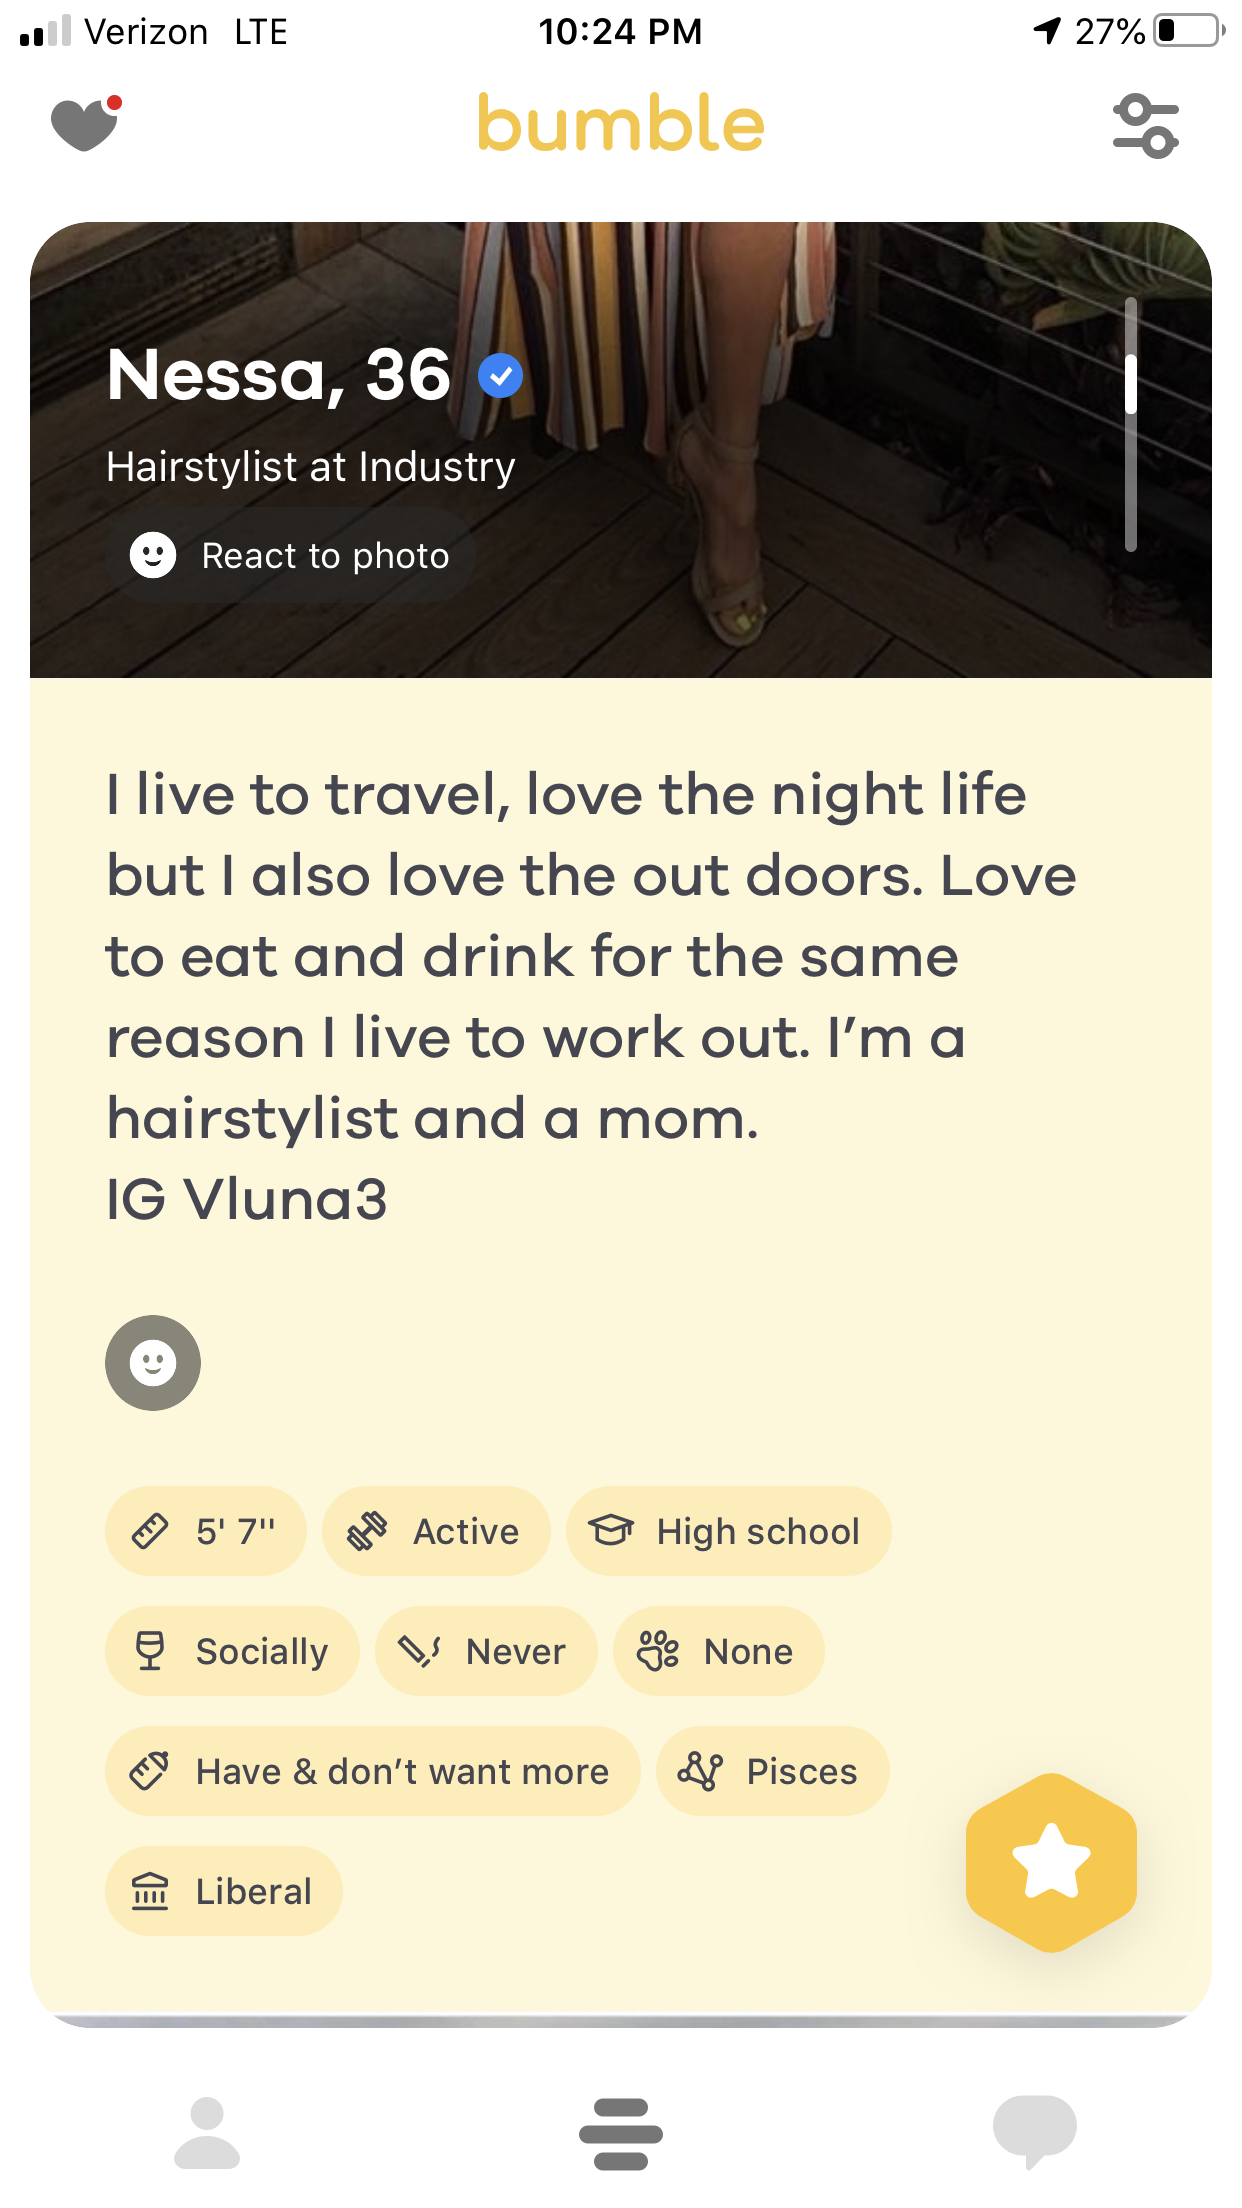 Verizon LTE 10:24 PM 27%
bumble
Nessa, 36
Hairstylist at Industry
React to photo
I live to travel, love the night life
but I also love the out doors. Love
to eat and drink for the same
reason I live to work out. I’m a
hairstylist and a mom.
IG Vluna3
5' 7" Active High school
Socially Never None
Have & don’t want more Pisces
Liberal